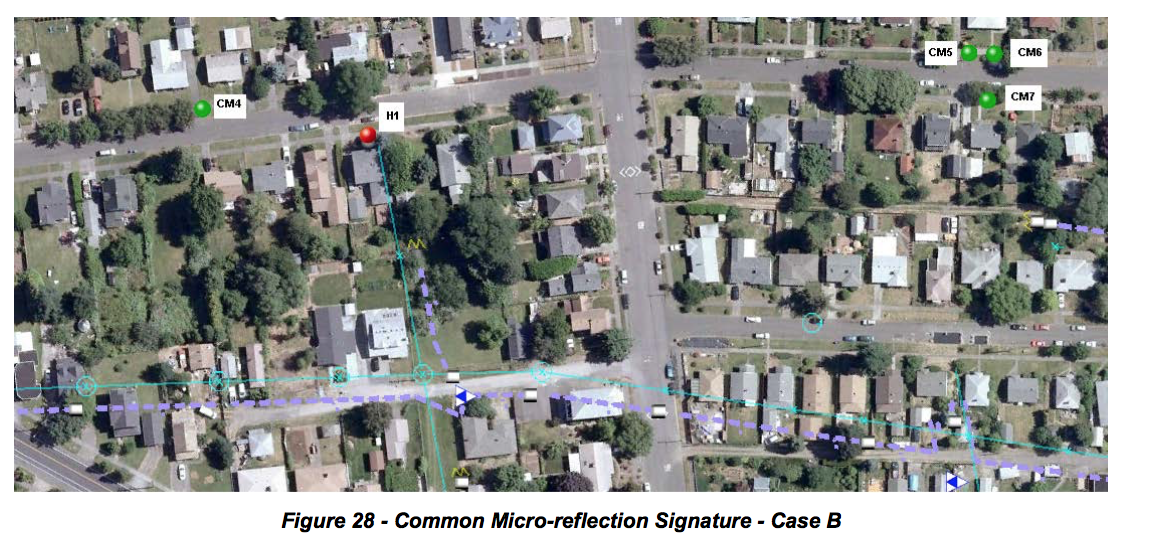 CM5
CM6
CM4
CM7
H1
Figure 28 - Common Micro-reflection Signature - Case B